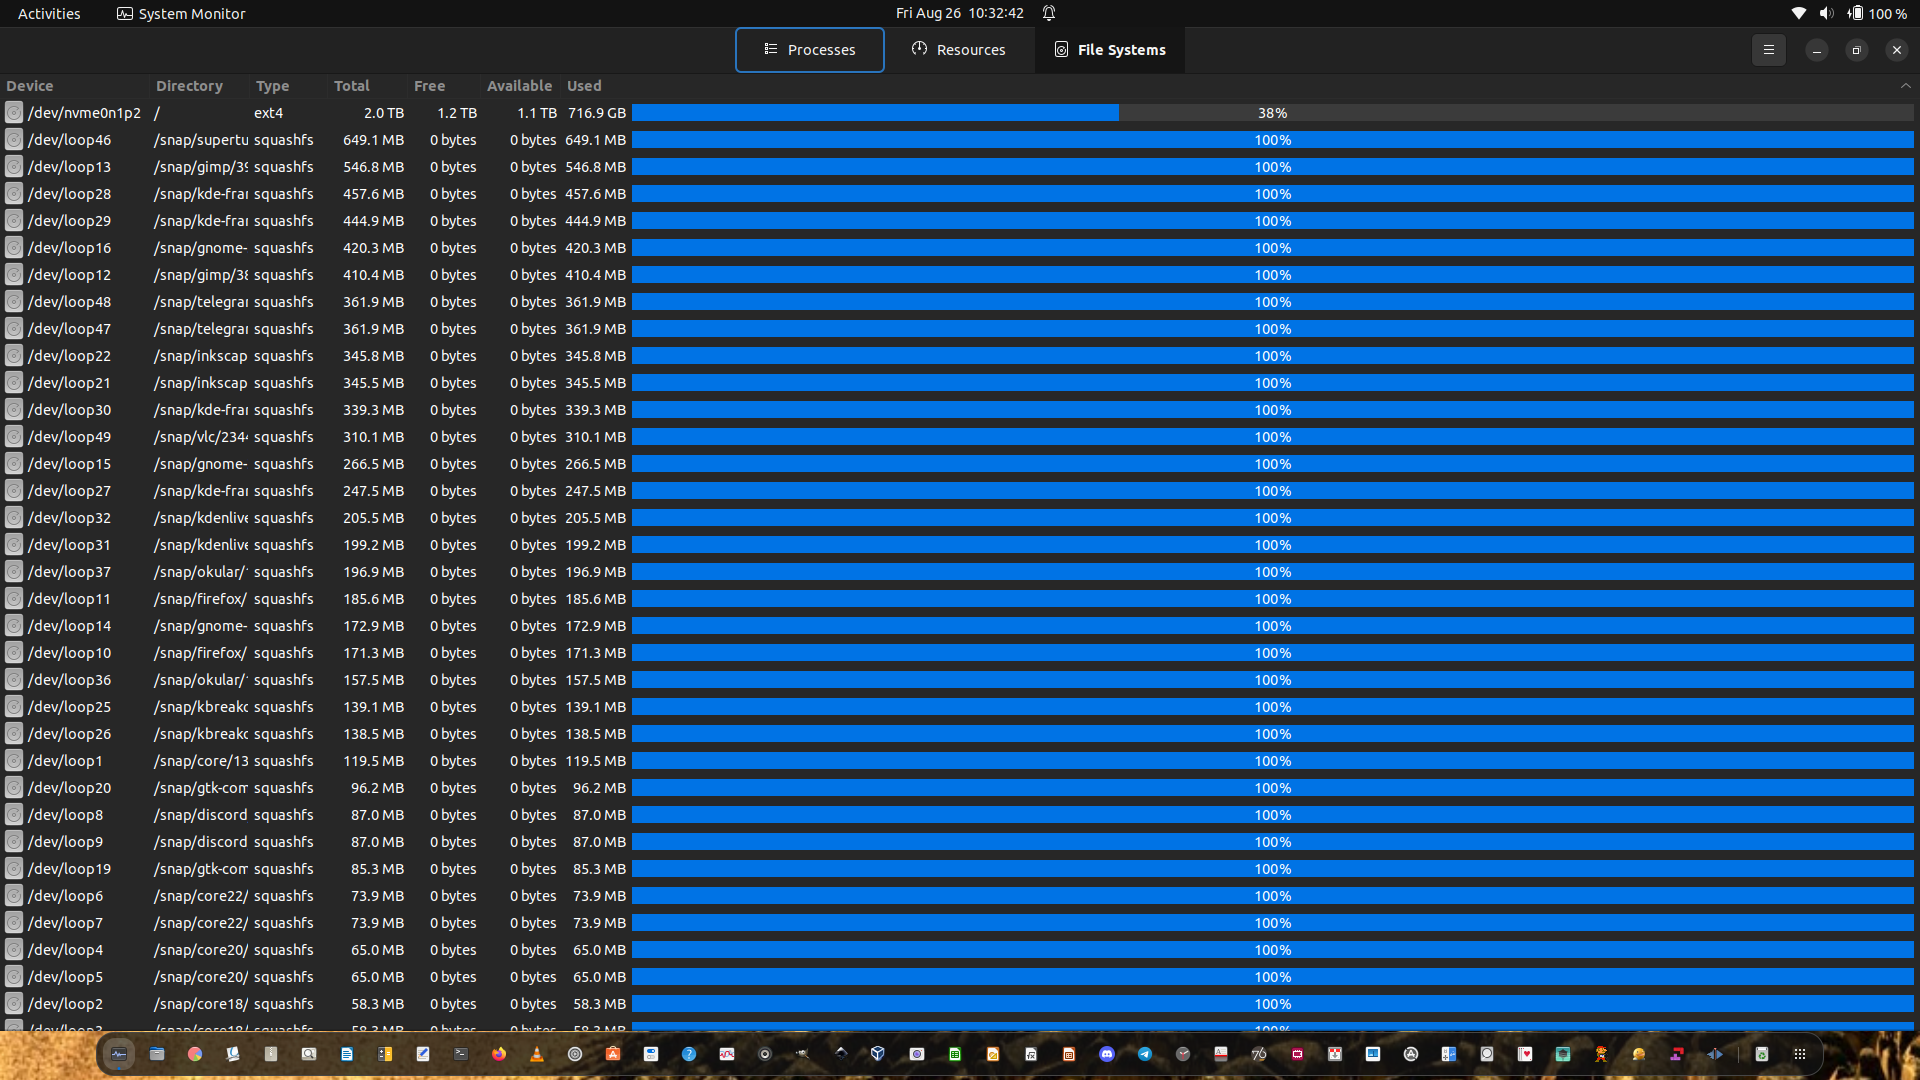 Activities System Monitor Fri Aug 26 10:32:42 100 %
Processes Resources File Systems
Device Directory Type Total Free Available Used
/dev/nvme0n1p2 / ext4 2.0 TB 1.2 TB 1.1 TB 716.9 GB 38%
/dev/loop46 /snap/supertu squashfs 649.1 MB 0 bytes 0 bytes 649.1 MB 100%
/dev/loop13 /snap/gimp/39 squashfs 546.8 MB 0 bytes 0 bytes 546.8 MB 100%
/dev/loop28 /snap/kde-fra squashfs 457.6 MB 0 bytes 0 bytes 457.6 MB 100%
/dev/loop29 /snap/kde-fra squashfs 444.9 MB 0 bytes 0 bytes 444.9 MB 100%
/dev/loop16 /snap/gnome- squashfs 420.3 MB 0 bytes 0 bytes 420.3 MB 100%
/dev/loop12 /snap/gimp/38 squashfs 410.4 MB 0 bytes 0 bytes 410.4 MB 100%
/dev/loop48 /snap/telegra squashfs 361.9 MB 0 bytes 0 bytes 361.9 MB 100%
/dev/loop47 /snap/telegra squashfs 361.9 MB 0 bytes 0 bytes 361.9 MB 100%
/dev/loop22 /snap/inkscap squashfs 345.8 MB 0 bytes 0 bytes 345.8 MB 100%
/dev/loop21 /snap/inkscap squashfs 345.5 MB 0 bytes 0 bytes 345.5 MB 100%
/dev/loop30 /snap/kde-fra squashfs 339.3 MB 0 bytes 0 bytes 339.3 MB 100%
/dev/loop49 /snap/vlc/2344 squashfs 310.1 MB 0 bytes 0 bytes 310.1 MB 100%
/dev/loop15 /snap/gnome- squashfs 266.5 MB 0 bytes 0 bytes 266.5 MB 100%
/dev/loop27 /snap/kde-fra squashfs 247.5 MB 0 bytes 0 bytes 247.5 MB 100%
/dev/loop32 /snap/kdenlive squashfs 205.5 MB 0 bytes 0 bytes 205.5 MB 100%
/dev/loop31 /snap/kdenlive squashfs 199.2 MB 0 bytes 0 bytes 199.2 MB 100%
/dev/loop37 /snap/okular/ squashfs 196.9 MB 0 bytes 0 bytes 196.9 MB 100%
/dev/loop11 /snap/firefox/ squashfs 185.6 MB 0 bytes 0 bytes 185.6 MB 100%
/dev/loop14 /snap/gnome- squashfs 172.9 MB 0 bytes 0 bytes 172.9 MB 100%
/dev/loop10 /snap/firefox/ squashfs 171.3 MB 0 bytes 0 bytes 171.3 MB 100%
/dev/loop36 /snap/okular/ squashfs 157.5 MB 0 bytes 0 bytes 157.5 MB 100%
/dev/loop25 /snap/kbreako squashfs 139.1 MB 0 bytes 0 bytes 139.1 MB 100%
/dev/loop26 /snap/kbreako squashfs 138.5 MB 0 bytes 0 bytes 138.5 MB 100%
/dev/loop1 /snap/core/13 squashfs 119.5 MB 0 bytes 0 bytes 119.5 MB 100%
/dev/loop20 /snap/gtk-com squashfs 96.2 MB 0 bytes 0 bytes 96.2 MB 100%
/dev/loop8 /snap/discord squashfs 87.0 MB 0 bytes 0 bytes 87.0 MB 100%
/dev/loop9 /snap/discord squashfs 87.0 MB 0 bytes 0 bytes 87.0 MB 100%
/dev/loop19 /snap/gtk-com squashfs 85.3 MB 0 bytes 0 bytes 85.3 MB 100%
/dev/loop6 /snap/core22/ squashfs 73.9 MB 0 bytes 0 bytes 73.9 MB 100%
/dev/loop7 /snap/core22/ squashfs 73.9 MB 0 bytes 0 bytes 73.9 MB 100%
/dev/loop4 /snap/core20/ squashfs 65.0 MB 0 bytes 0 bytes 65.0 MB 100%
/dev/loop5 /snap/core20/ squashfs 65.0 MB 0 bytes 0 bytes 65.0 MB 100%
/dev/loop2 /snap/core18/ squashfs 58.3 MB 0 bytes 0 bytes 58.3 MB 100%
/dev/loop3 /snap/core18/ squashfs 58.3 MB 0 bytes 0 bytes 58.3 MB 100%